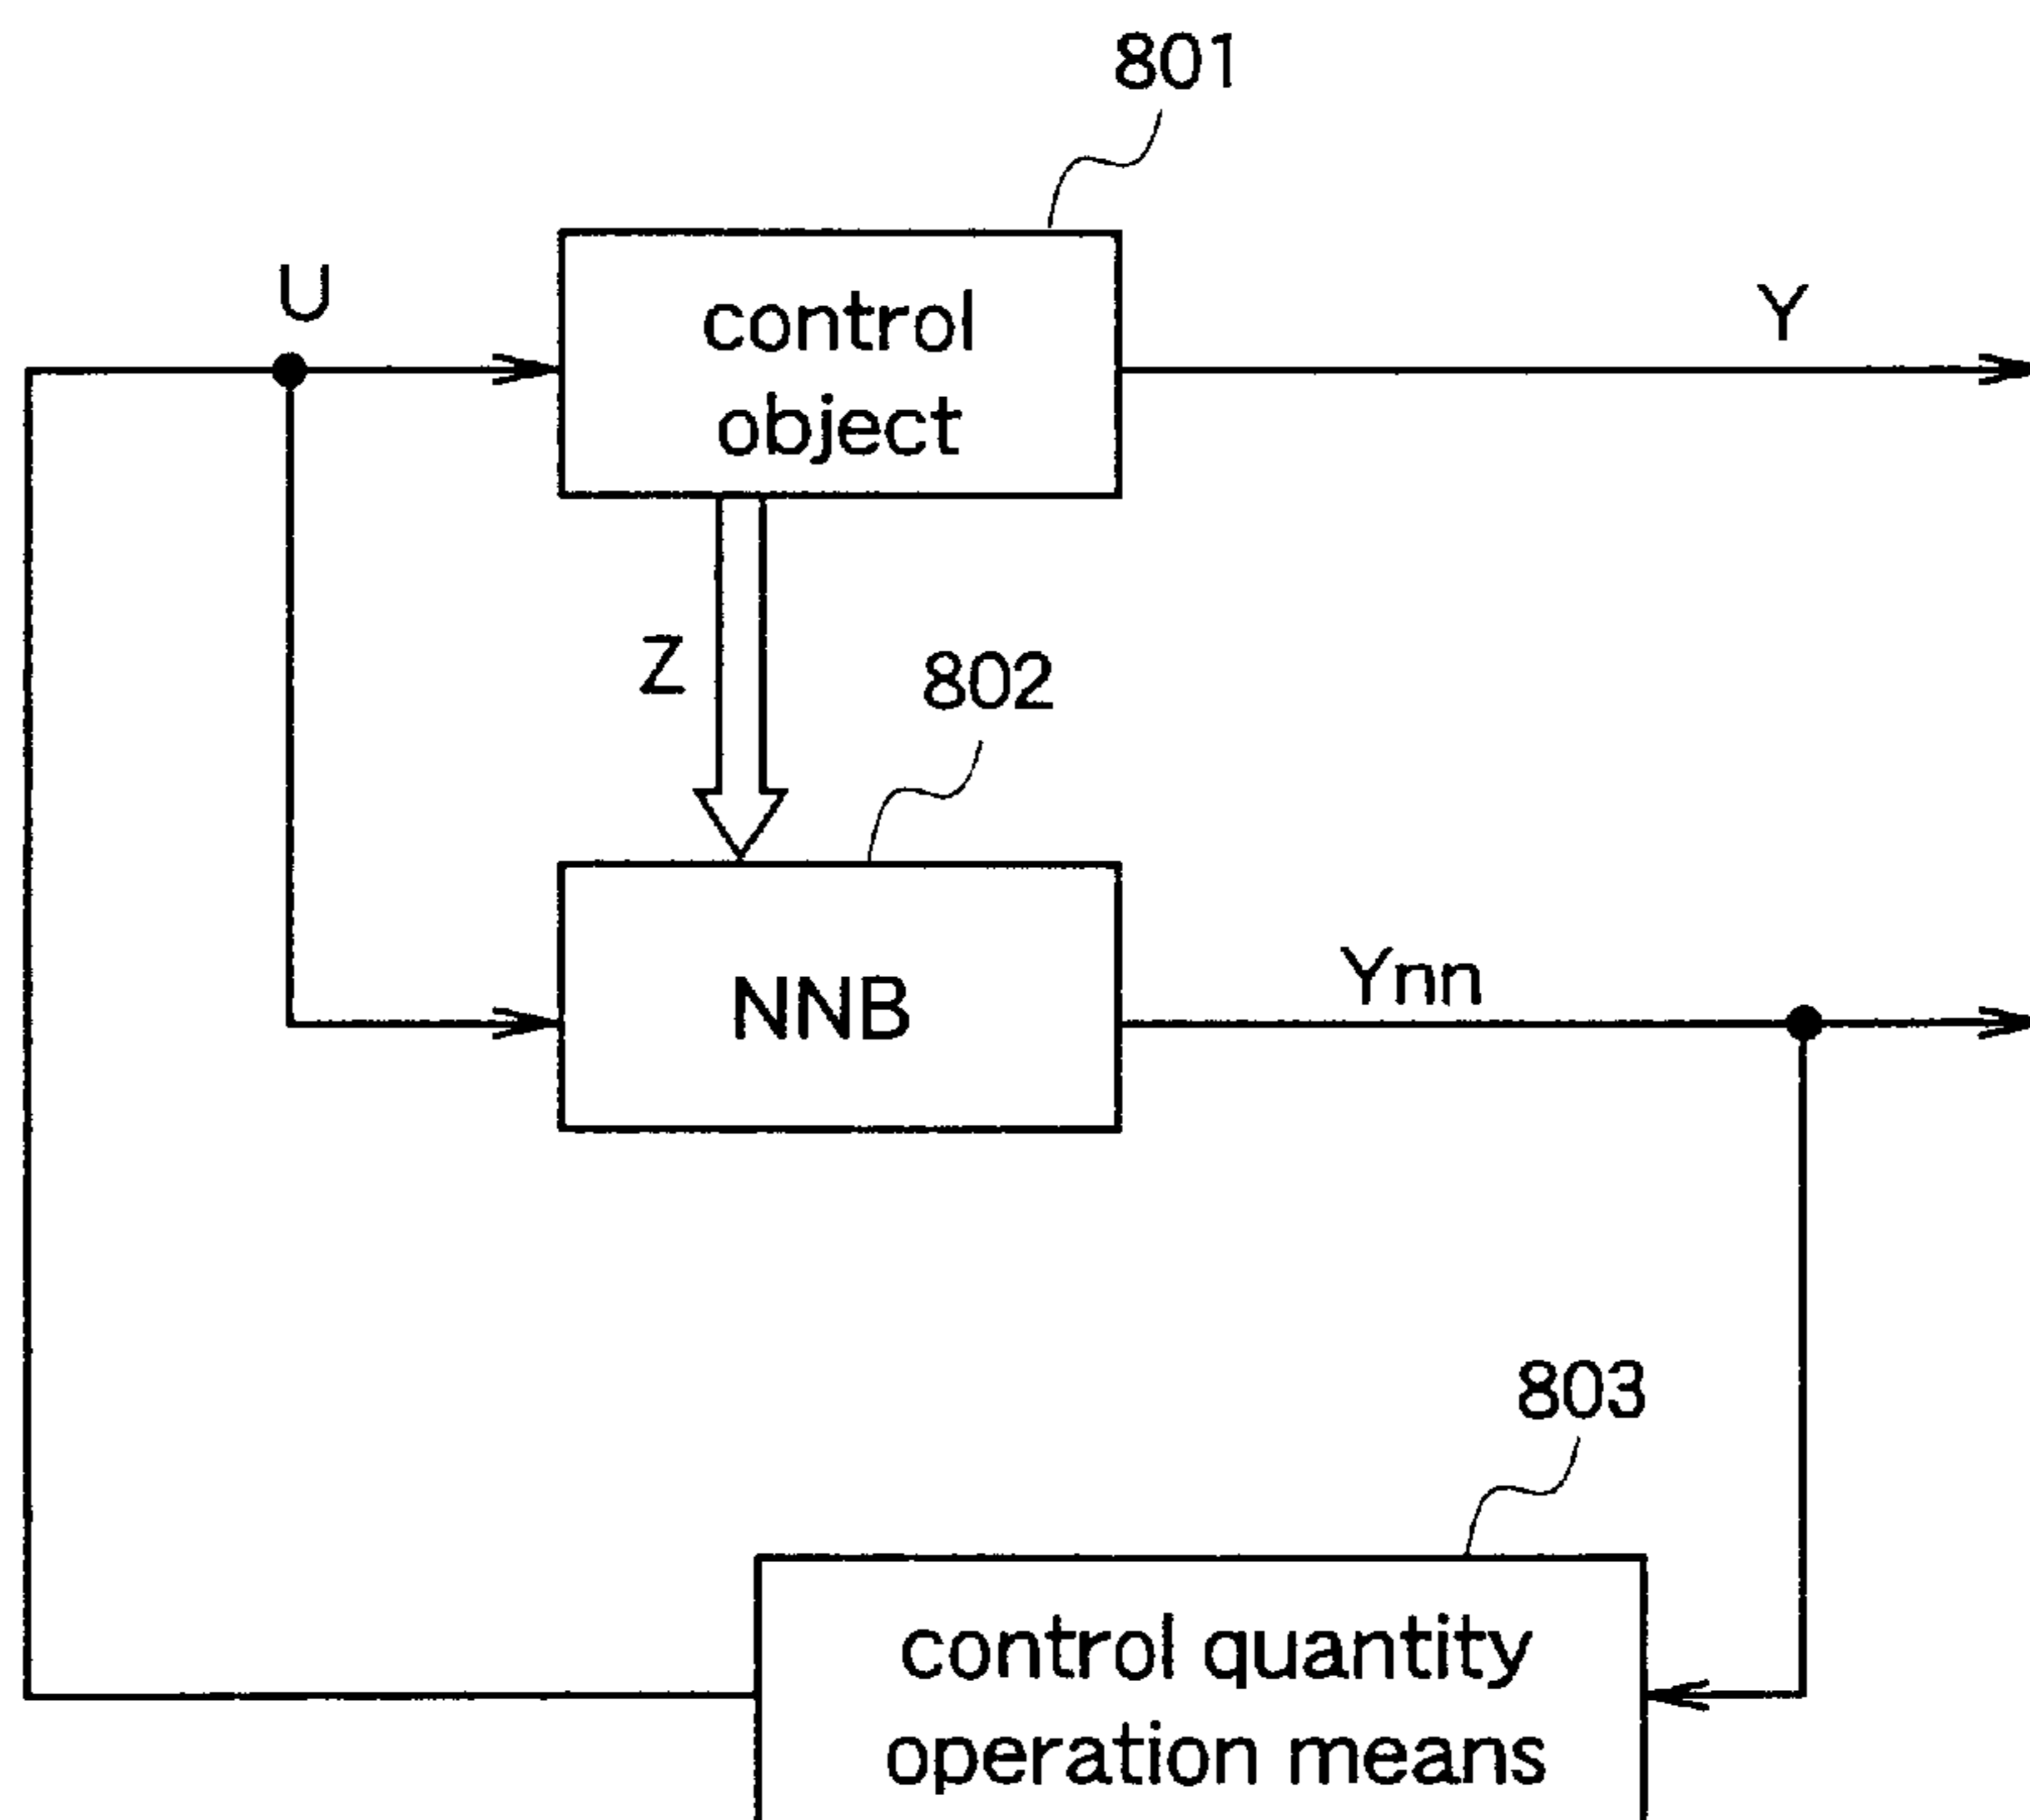 801
U
control
object
Y
Z
802
NNB
Ynn
803
control quantity
operation means